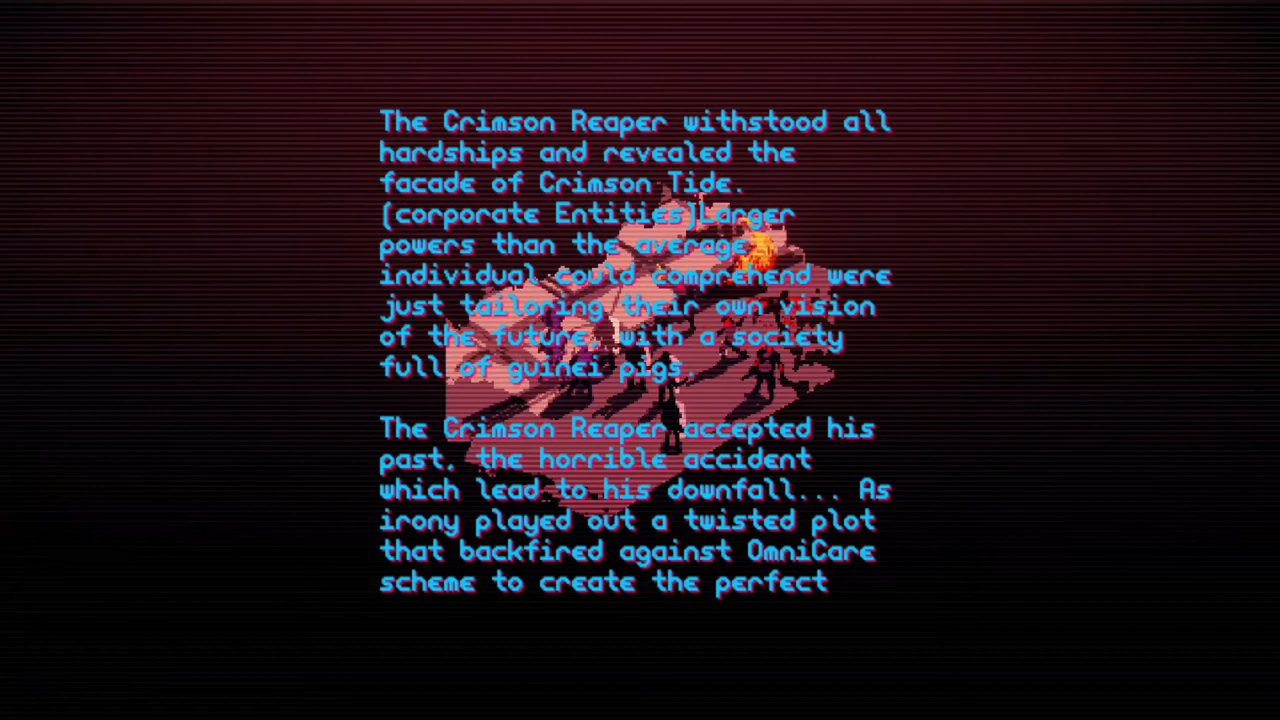 The Crimson Reaper withstood all
hardships and revealed the
facade of Crimson Tide.
(corporate Entities)Larger
powers than the average
individual could comprehend were
just tailoring their own vision
of the future, with a society
full of guinei pigs.
The Crimson Reaper accepted his
past, the horrible accident
which lead to his downfall... As
irony played out a twisted plot
that backfired against OmniCare
scheme to create the perfect